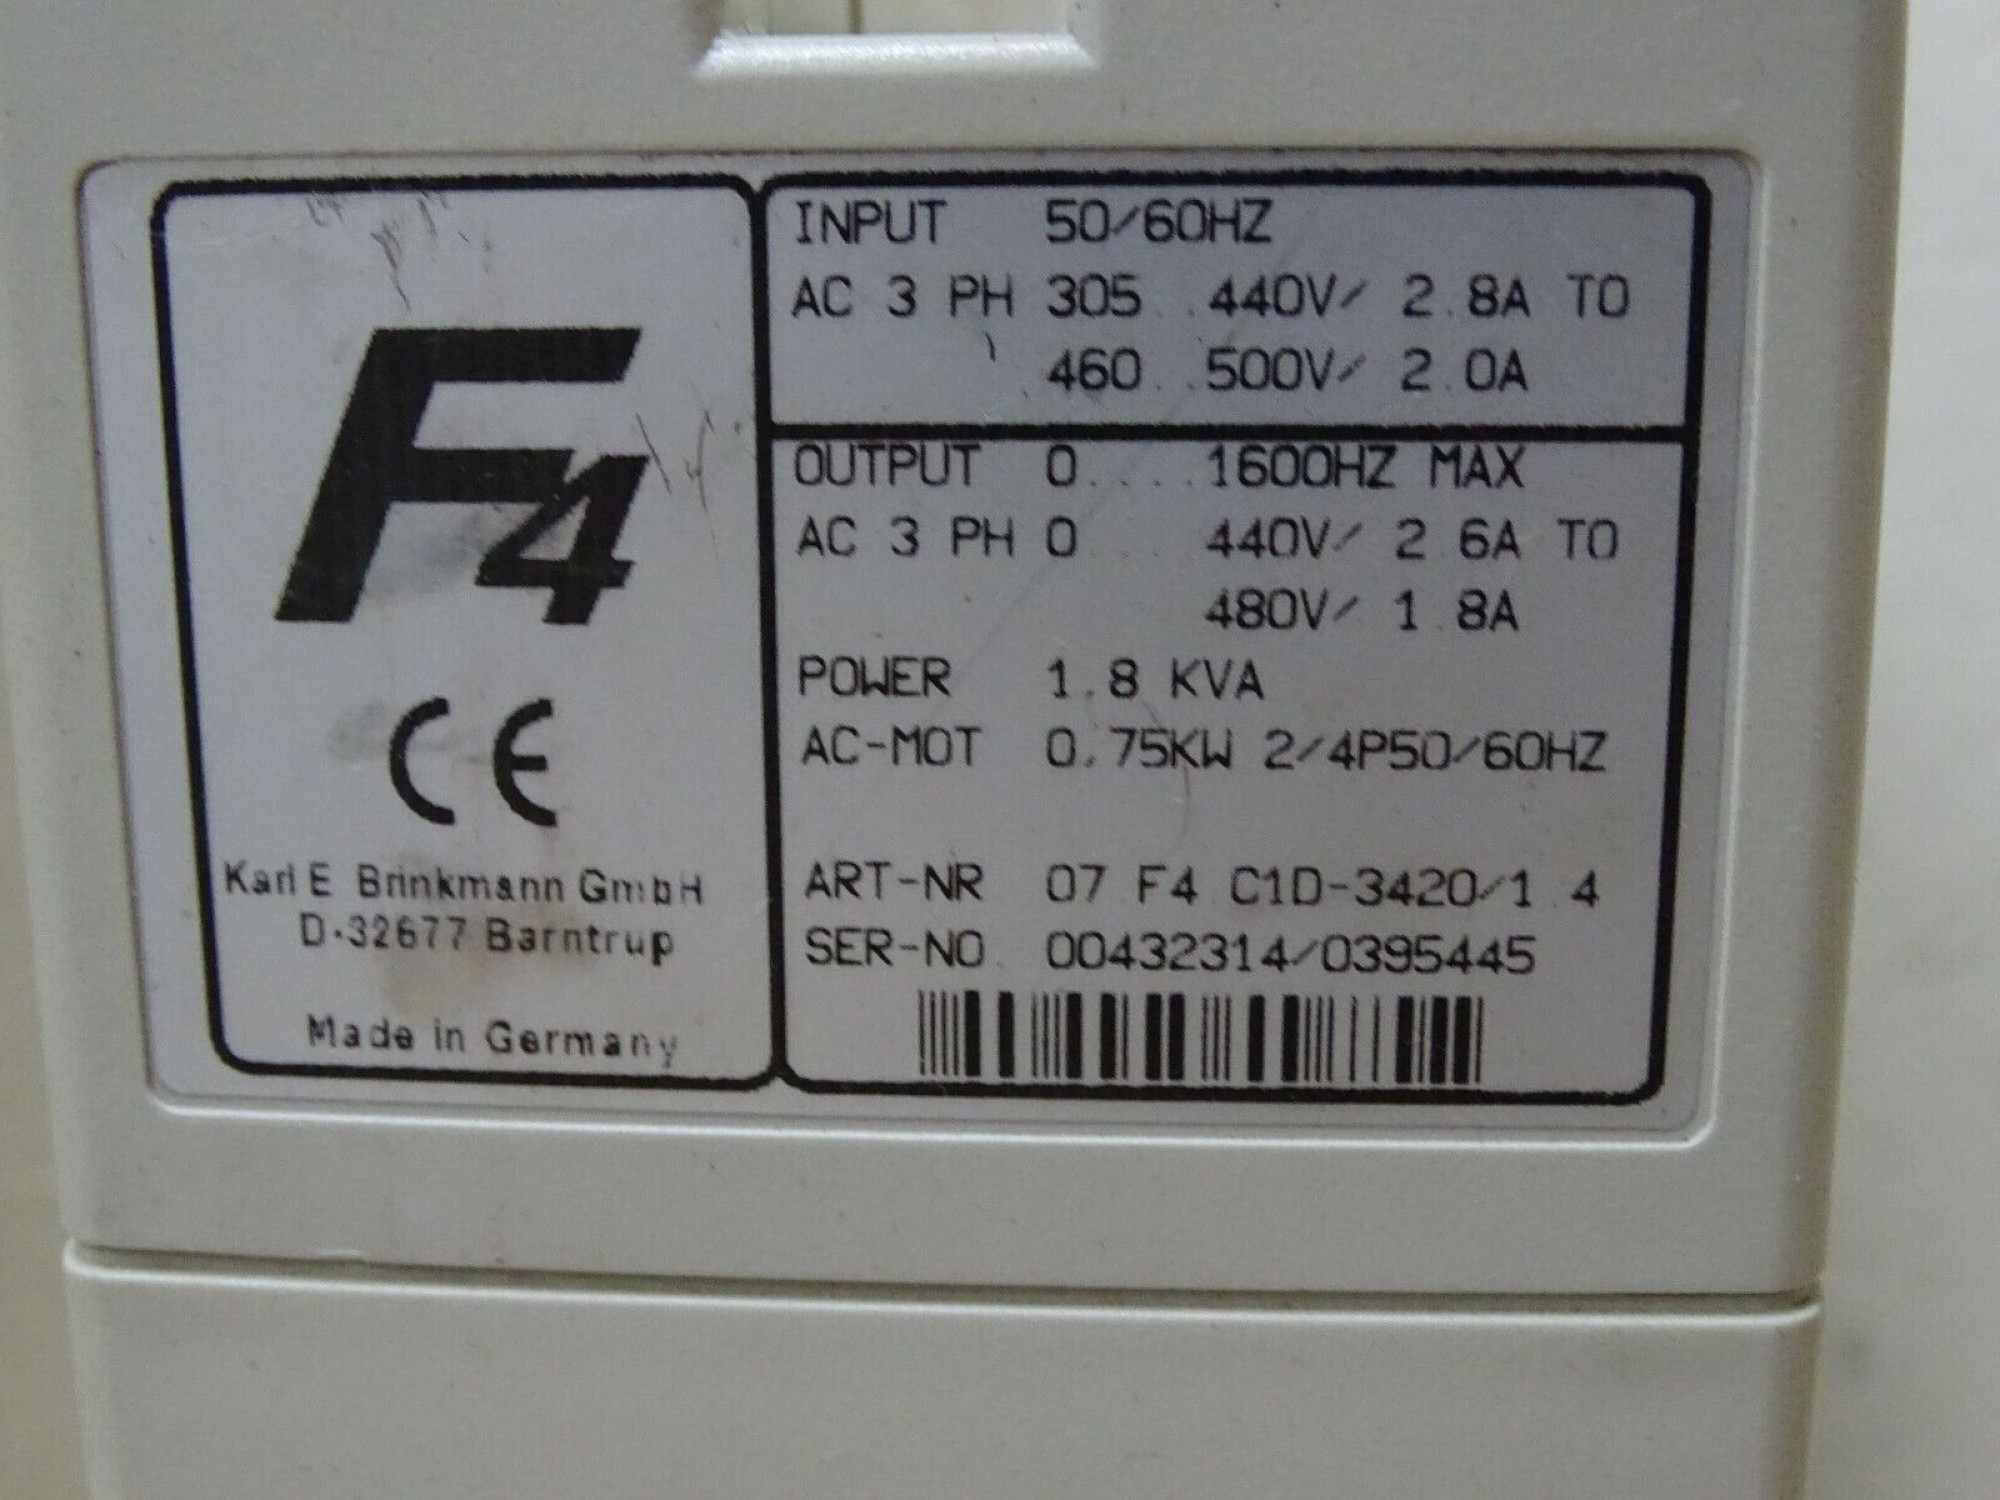 F4
CE
Karl E Brinkmann GmbH
D-32677 Barntrup
Made in Germany
INPUT 50/60HZ
AC 3 PH 305..440V/ 2.8A TO
460..500V/ 2.0A
OUTPUT 0....1600HZ MAX
AC 3 PH 0...440V/ 2.6A TO
480V/ 1.8A
POWER 1.8 KVA
AC-MOT 0.75KW 2/4P50/60HZ
ART-NR 07 F4 C1D-3420/1.4
SER-NO. 00432314/0395445